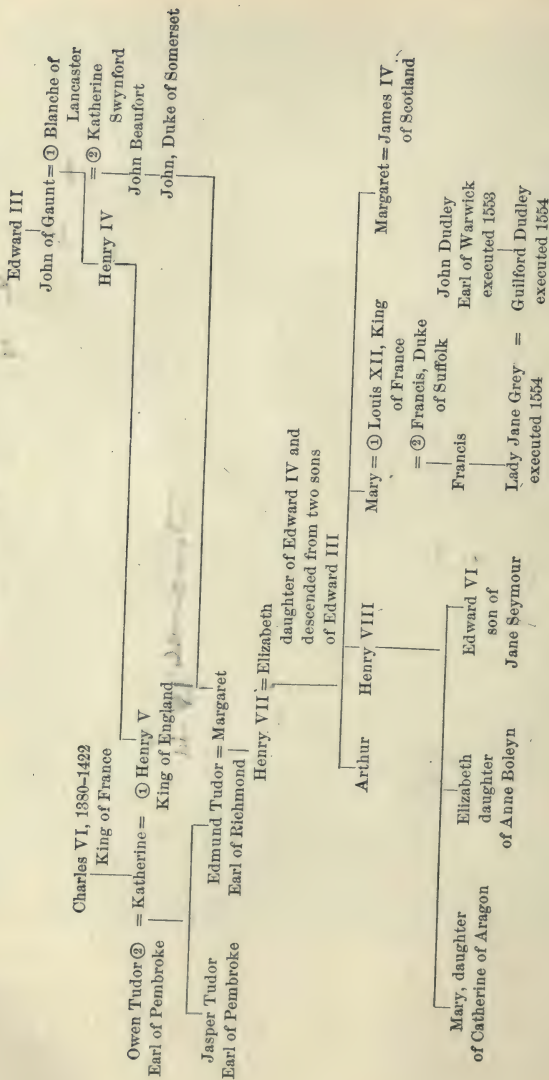 Edward III
John of Gaunt = ① Blanche of
Lancaster
= ② Katherine
Swynford
Henry IV
John Beaufort
John, Duke of Somerset
Charles VI, 1380–1422
King of France
Owen Tudor ② = Katherine = ① Henry V
Earl of Pembroke
King of England
Jasper Tudor
Earl of Pembroke
Edmund Tudor = Margaret
Earl of Richmond
Henry VII = Elizabeth
daughter of Edward IV and
descended from two sons
of Edward III
Arthur
Henry VIII
Mary = ① Louis XII, King
of France
= ② Francis, Duke
of Suffolk
Margaret = James IV
of Scotland
Francis
John Dudley
Earl of Warwick
executed 1553
Lady Jane Grey = Guilford Dudley
executed 1554
executed 1554
Mary, daughter
of Catherine of Aragon
Elizabeth
daughter
of Anne Boleyn
Edward VI
son of
Jane Seymour